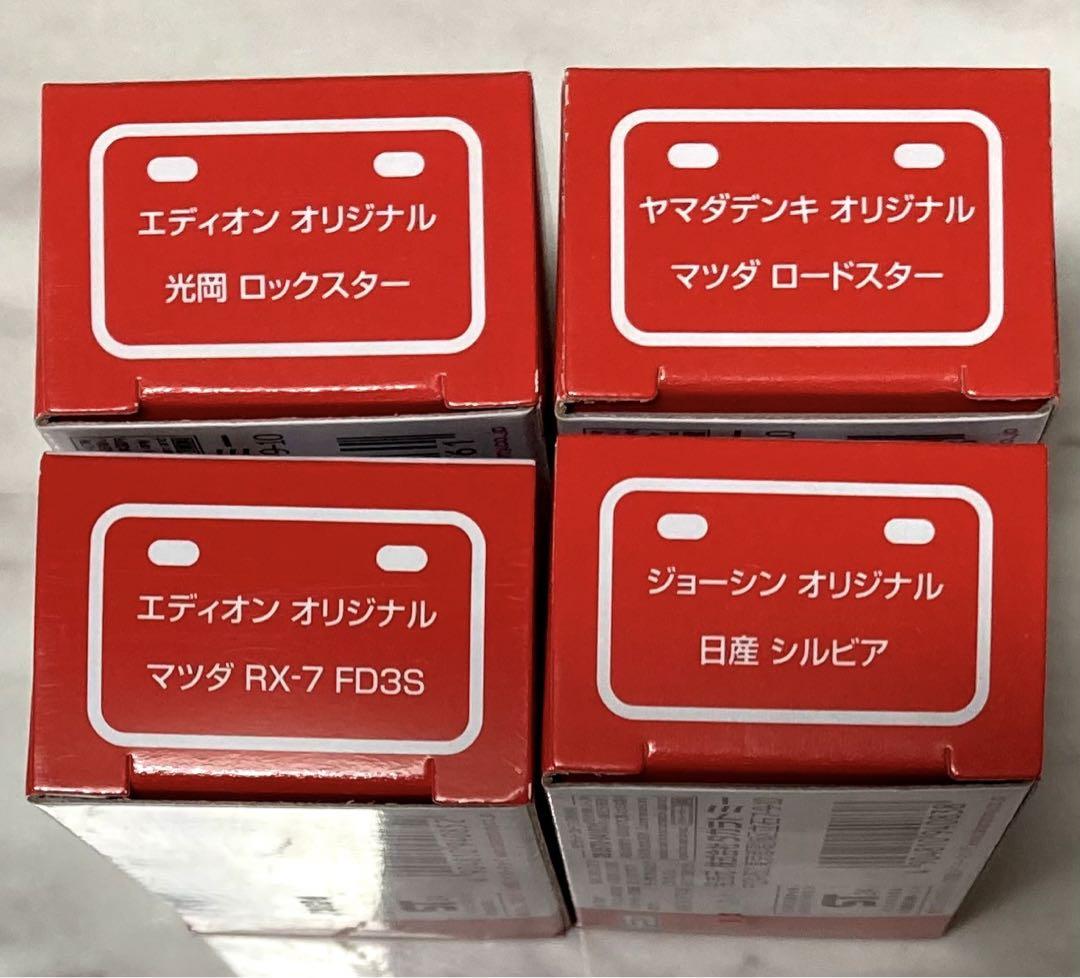 エディオン オリジナル
光岡 ロックスター
ヤマダデンキ オリジナル
マツダ ロードスター
エディオン オリジナル
マツダ RX-7 FD3S
ジョーシン オリジナル
日産 シルビア